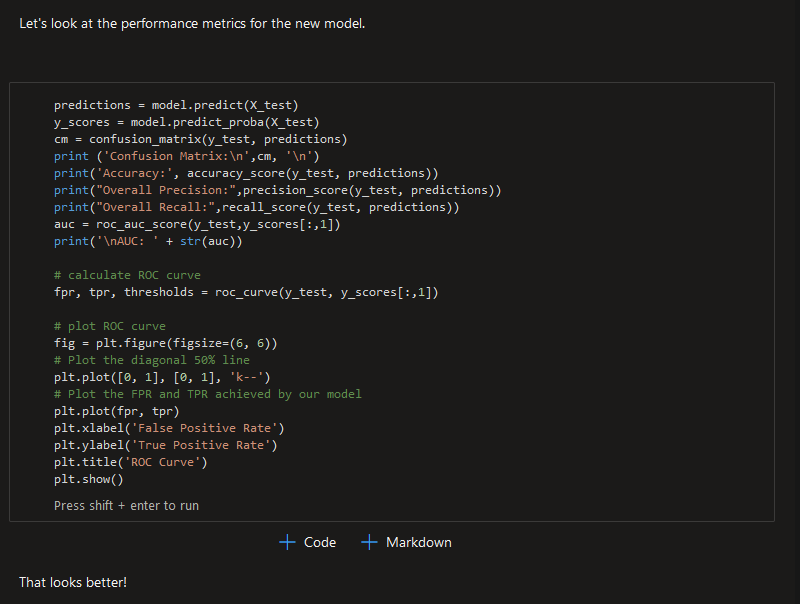 Let's look at the performance metrics for the new model.
predictions = model.predict(X_test)
y_scores = model.predict_proba(X_test)
cm = confusion_matrix(y_test, predictions)
print ('Confusion Matrix:\n',cm, '\n')
print('Accuracy:', accuracy_score(y_test, predictions))
print("Overall Precision:",precision_score(y_test, predictions))
print("Overall Recall:",recall_score(y_test, predictions))
auc = roc_auc_score(y_test,y_scores[:,1])
print('\nAUC: ' + str(auc))
# calculate ROC curve
fpr, tpr, thresholds = roc_curve(y_test, y_scores[:,1])
# plot ROC curve
fig = plt.figure(figsize=(6, 6))
# Plot the diagonal 50% line
plt.plot([0, 1], [0, 1], 'k--')
# Plot the FPR and TPR achieved by our model
plt.plot(fpr, tpr)
plt.xlabel('False Positive Rate')
plt.ylabel('True Positive Rate')
plt.title('ROC Curve')
plt.show()
Press shift + enter to run
+ Code + Markdown
That looks better!